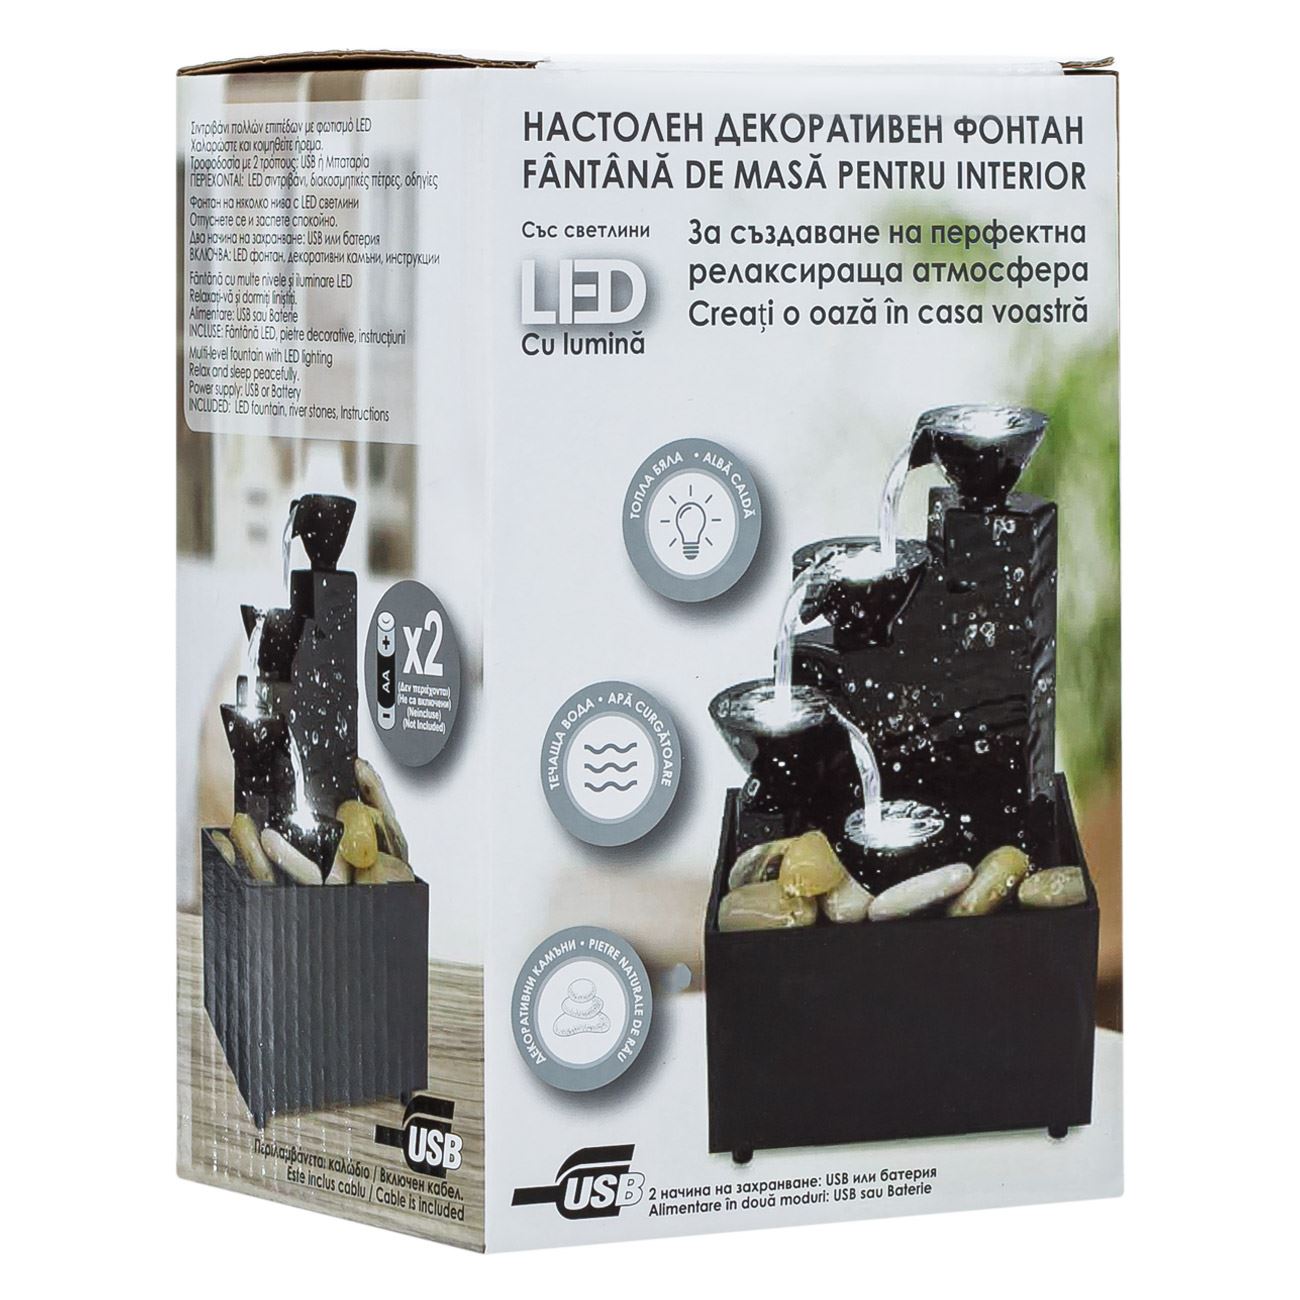 Σιντριβάνι πολλών επιπέδων με φωτισμό LED
Χαλαρώστε και κοιμηθείτε ήρεμα.
Τροφοδοσία με 2 τρόπους: USB ή Μπαταρία
ΠΕΡΙΕΧΟΝΤΑΙ: LED σιντριβάνι, διακοσμητικές πέτρες, οδηγίες
Фонтан на няколко нива с LED светлини
Отпуснете се и заспете спокойно.
Два начина на захранване: USB или батерия
ВКЛЮЧВА: LED фонтан, декоративни камъни, инструкции
Fântână cu multe nivele și iluminare LED
Relaxați-vă și dormiți liniștiți.
Alimentare: USB sau Baterie
INCLUSE: Fântână LED, pietre decorative, instrucțiuni
Multi-level fountain with LED lighting
Relax and sleep peacefully.
Power supply: USB or Battery
INCLUDED: LED fountain, river stones, Instructions
AA
x2
(Δεν περιέχονται)
(Не са включени)
(Neincluse)
(Not included)
USB
Περιλαμβάνεται καλώδιο / Включен кабел.
Este inclus cablu / Cable is included
НАСТОЛЕН ДЕКОРАТИВЕН ФОНТАН
FÂNTÂNĂ DE MASĂ PENTRU INTERIOR
Със светлини
LED
Cu lumină
За създаване на перфектна
релаксираща атмосфера
Creați o oază în casa voastră
ТОПЛА БЯЛА • ALBĂ CALDĂ
ТЕЧАЩА ВОДА • APĂ CURGĂTOARE
ДЕКОРАТИВНИ КАМЪНИ • PIETRE NATURALE DE RÂU
USB
2 начина на захранване: USB или батерия
Alimentare în două moduri: USB sau Baterie